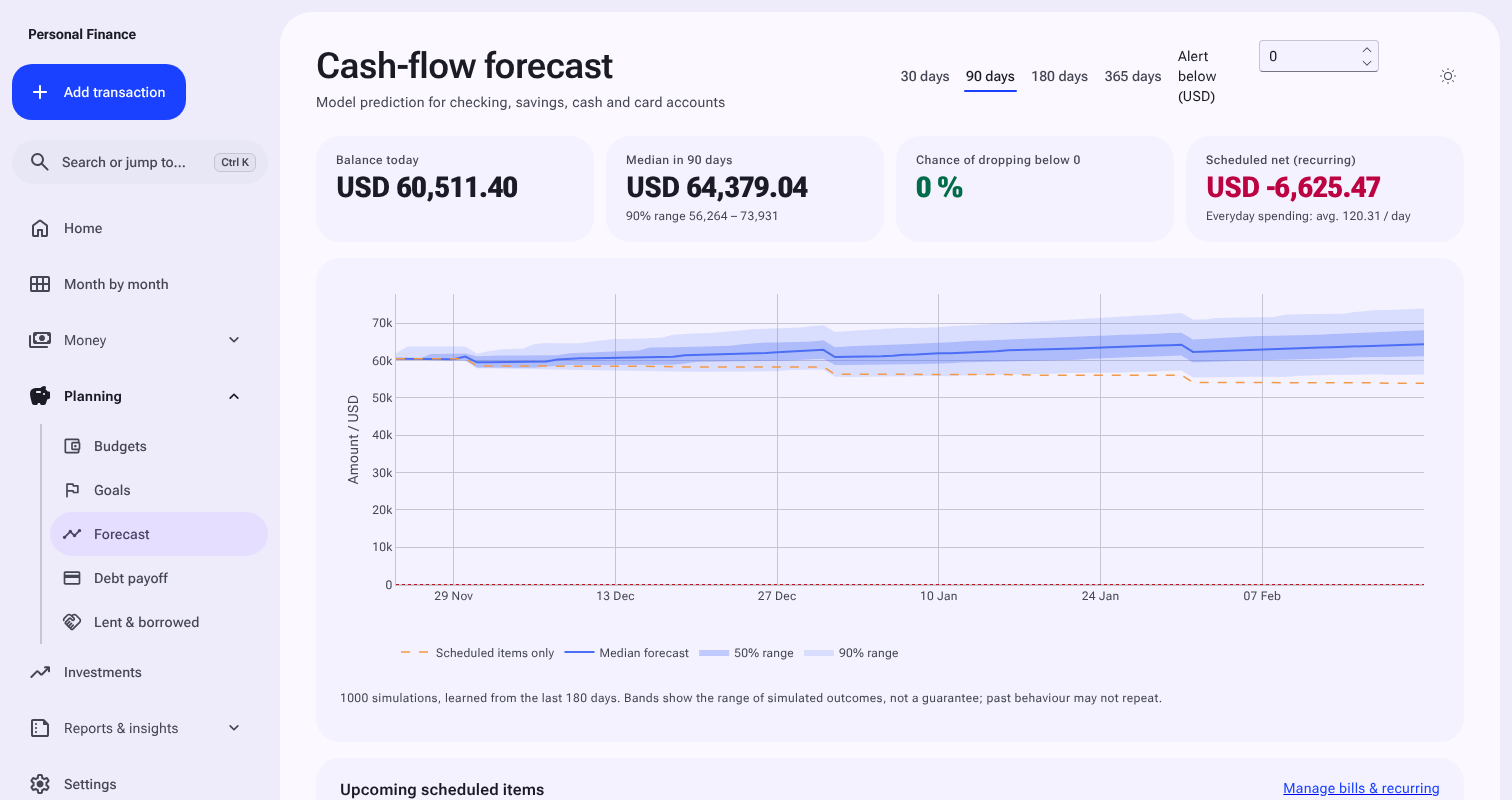 Personal Finance
Add transaction
Search or jump to...
Ctrl K
Home
Month by month
Money
Planning
Budgets
Goals
Forecast
Debt payoff
Lent & borrowed
Investments
Reports & insights
Settings
Cash-flow forecast
Model prediction for checking, savings, cash and card accounts
30 days
90 days
180 days
365 days
Alert
below
(USD)
0
Balance today
USD 60,511.40
Median in 90 days
USD 64,379.04
90% range 56,264 – 73,931
Chance of dropping below 0
0 %
Scheduled net (recurring)
USD -6,625.47
Everyday spending: avg. 120.31 / day
Amount / USD
70k
60k
50k
40k
30k
20k
10k
0
29 Nov
13 Dec
27 Dec
10 Jan
24 Jan
07 Feb
Scheduled items only
Median forecast
50% range
90% range
1000 simulations, learned from the last 180 days. Bands show the range of simulated outcomes, not a guarantee; past behaviour may not repeat.
Upcoming scheduled items
Manage bills & recurring